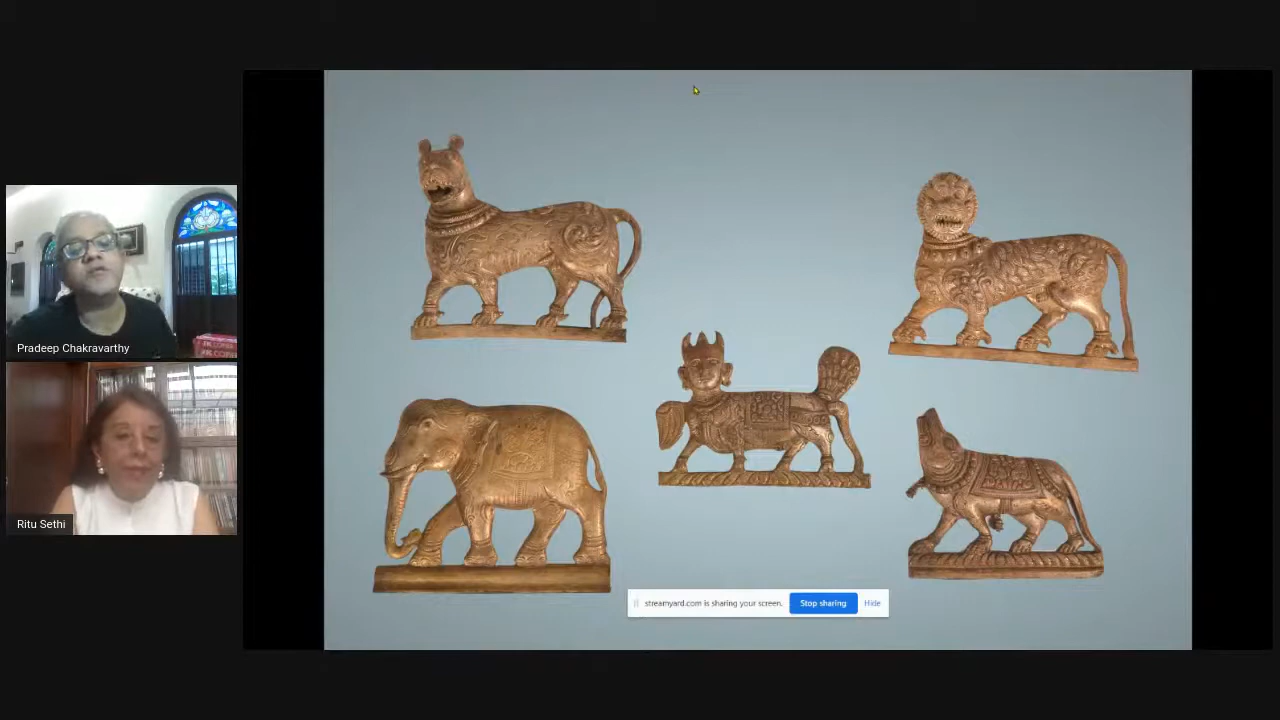 Pradeep Chakravarthy
Ritu Sethi
streamyard.com is sharing your screen.
Stop sharing
Hide